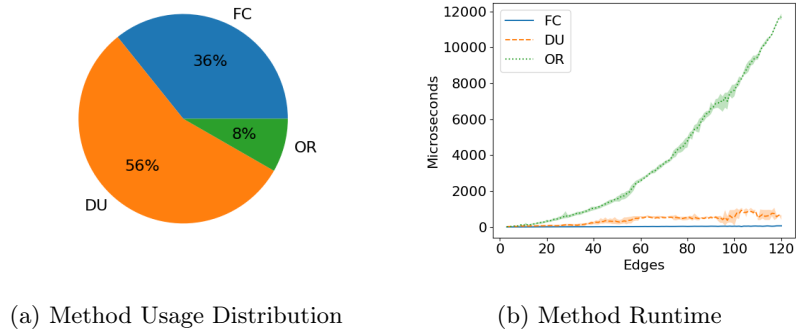 FC
36%
8%
OR
56%
DU
12000
10000
8000
6000
4000
2000
0
Microseconds
FC
DU
OR
0 20 40 60 80 100 120
Edges
(a) Method Usage Distribution
(b) Method Runtime